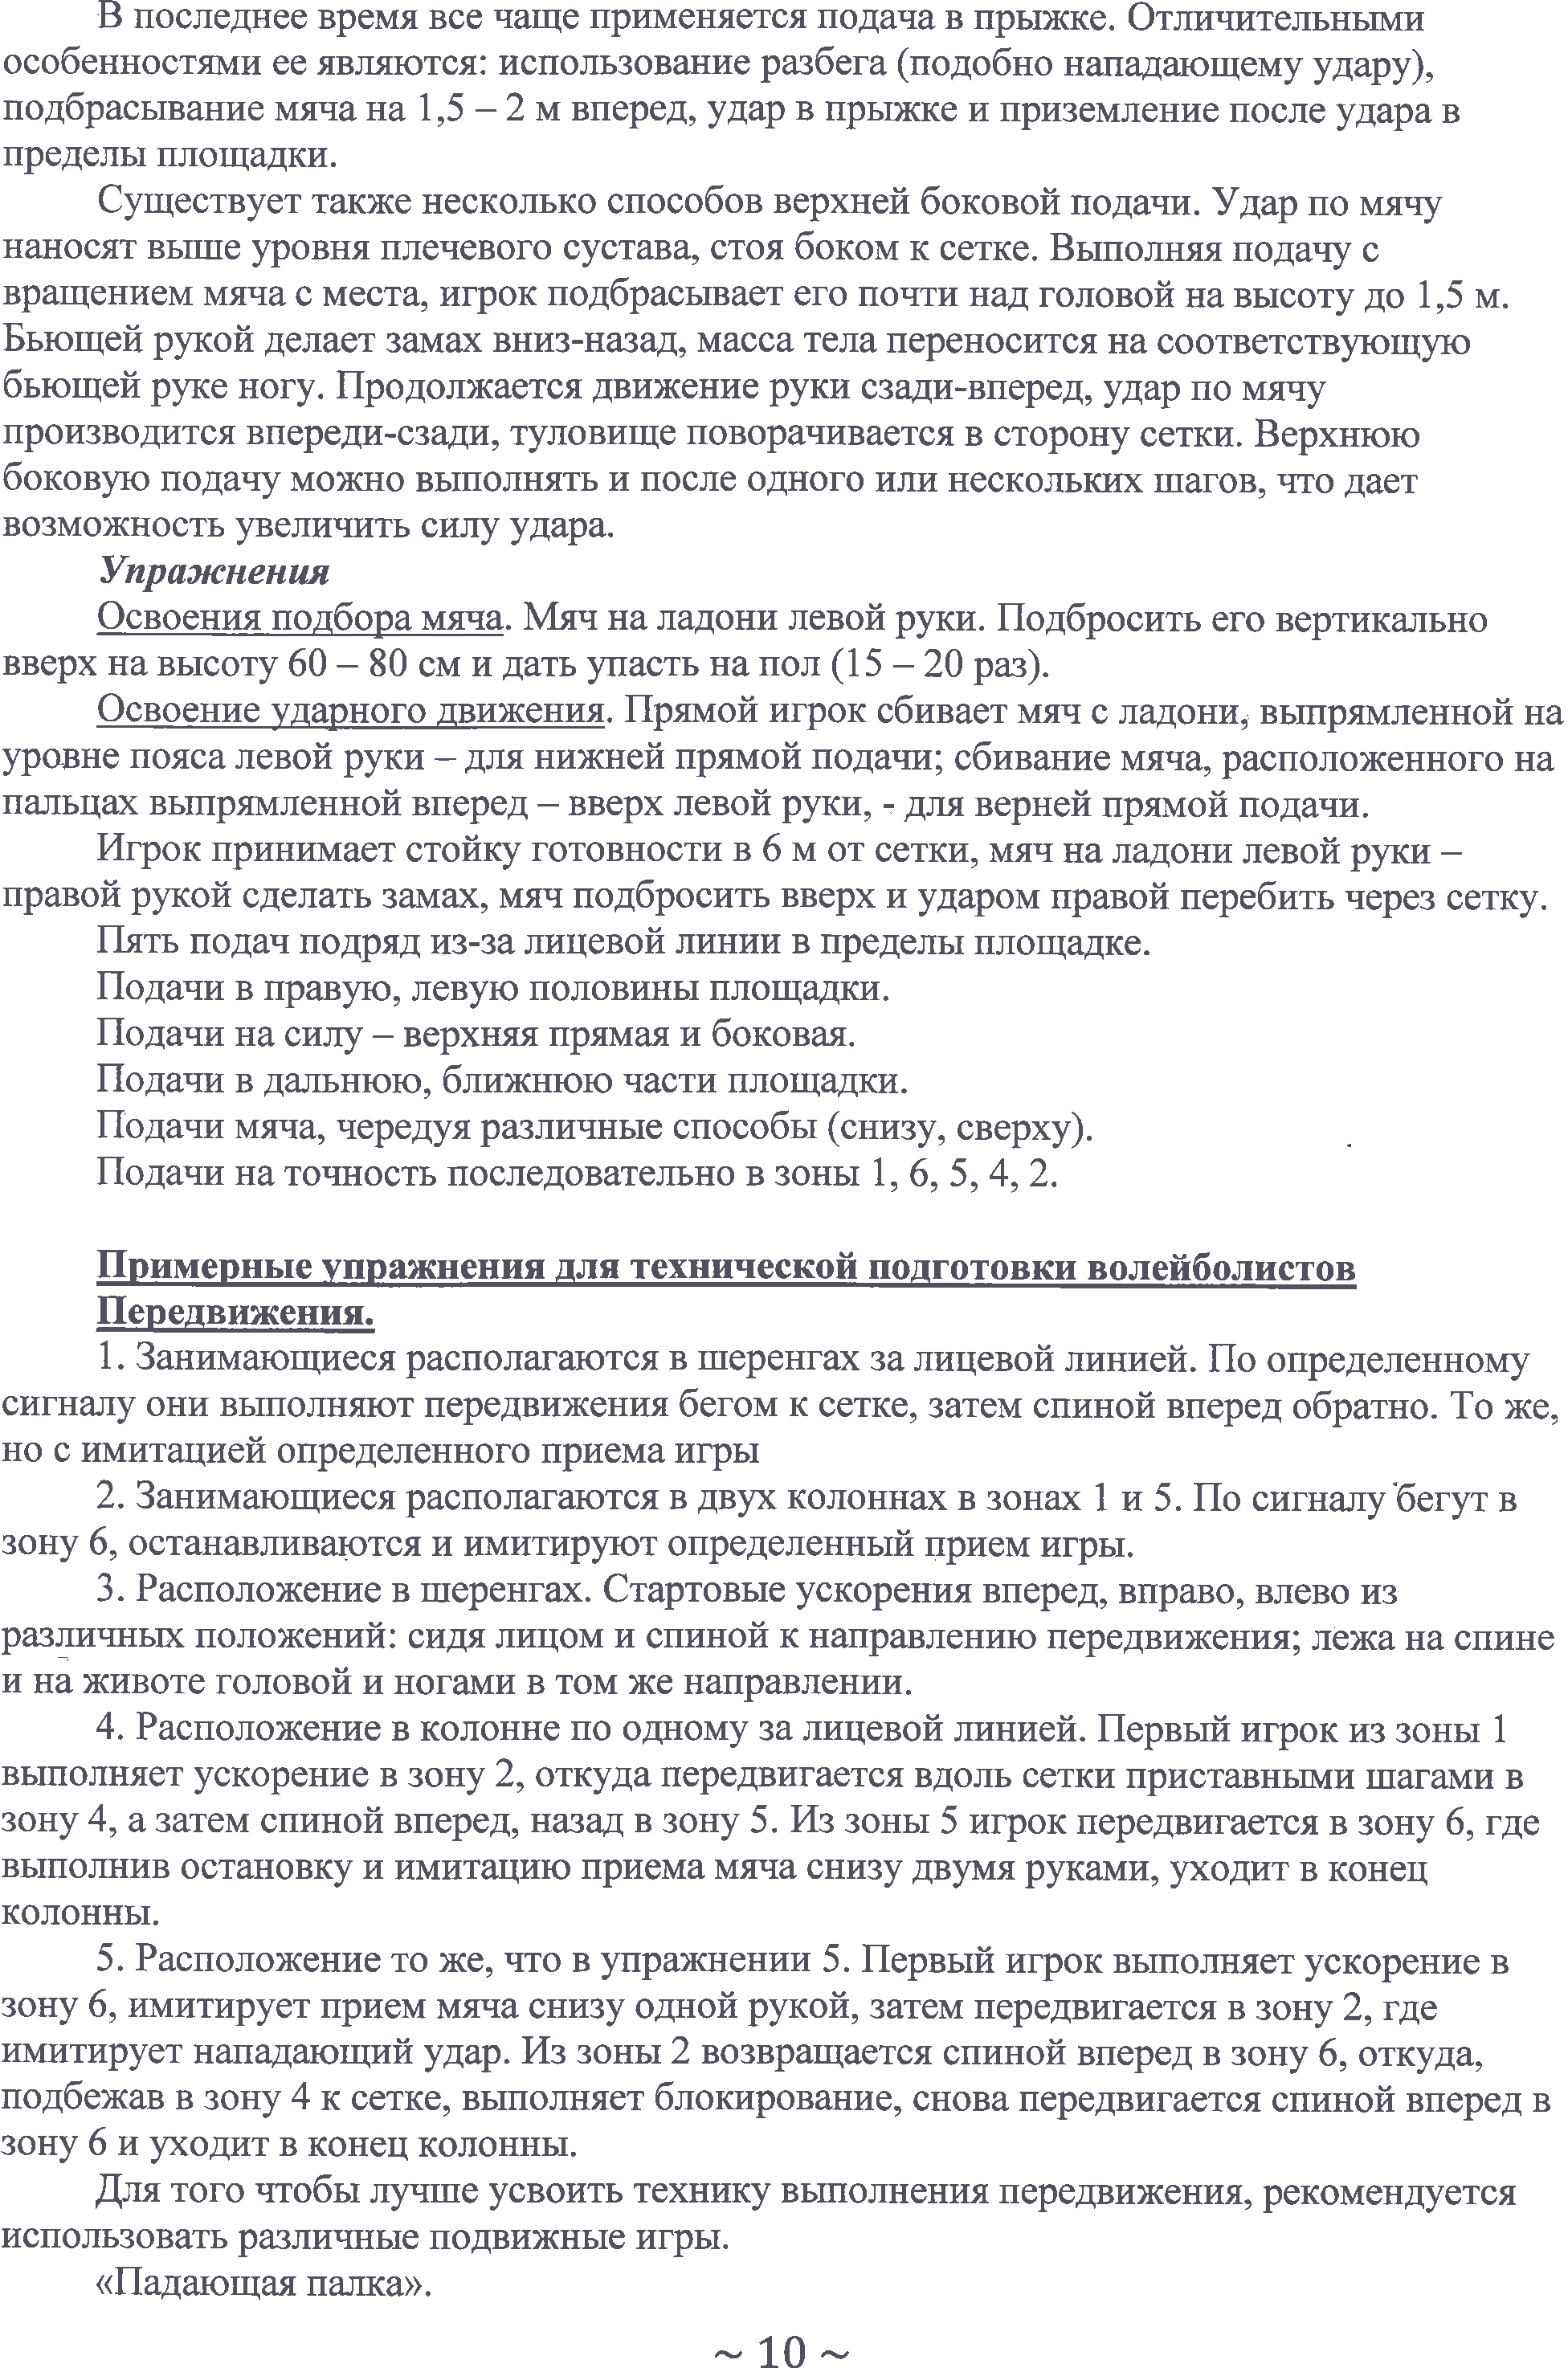 В последнее время все чаще применяется подача в прыжке. Отличительными
особенностями ее являются: использование разбега (подобно нападающему удару),
подбрасывание мяча на 1,5 – 2 м вперед, удар в прыжке и приземление после удара в
пределы площадки.
Существует также несколько способов верхней боковой подачи. Удар по мячу
наносят выше уровня плечевого сустава, стоя боком к сетке. Выполняя подачу с
вращением мяча с места, игрок подбрасывает его почти над головой на высоту до 1,5 м.
Бьющей рукой делает замах вниз-назад, масса тела переносится на соответствующую
бьющей руке ногу. Продолжается движение руки сзади-вперед, удар по мячу
производится впереди-сзади, туловище поворачивается в сторону сетки. Верхнюю
боковую подачу можно выполнять и после одного или нескольких шагов, что дает
возможность увеличить силу удара.
Упражнения
Освоения подбора мяча. Мяч на ладони левой руки. Подбросить его вертикально
вверх на высоту 60 – 80 см и дать упасть на пол (15 – 20 раз).
Освоение ударного движения. Прямой игрок сбивает мяч с ладони, выпрямленной на
уровне пояса левой руки – для нижней прямой подачи; сбивание мяча, расположенного на
пальцах выпрямленной вперед – вверх левой руки, - для верней прямой подачи.
Игрок принимает стойку готовности в 6 м от сетки, мяч на ладони левой руки –
правой рукой сделать замах, мяч подбросить вверх и ударом правой перебить через сетку.
Пять подач подряд из-за лицевой линии в пределы площадке.
Подачи в правую, левую половины площадки.
Подачи на силу – верхняя прямая и боковая.
Подачи в дальнюю, ближнюю части площадки.
Подачи мяча, чередуя различные способы (снизу, сверху).
Подачи на точность последовательно в зоны 1, 6, 5, 4, 2.
Примерные упражнения для технической подготовки волейболистов
Передвижения.
1. Занимающиеся располагаются в шеренгах за лицевой линией. По определенному
сигналу они выполняют передвижения бегом к сетке, затем спиной вперед обратно. То же,
но с имитацией определенного приема игры
2. Занимающиеся располагаются в двух колоннах в зонах 1 и 5. По сигналу бегут в
зону 6, останавливаются и имитируют определенный прием игры.
3. Расположение в шеренгах. Стартовые ускорения вперед, вправо, влево из
различных положений: сидя лицом и спиной к направлению передвижения; лежа на спине
и на животе головой и ногами в том же направлении.
4. Расположение в колонне по одному за лицевой линией. Первый игрок из зоны 1
выполняет ускорение в зону 2, откуда передвигается вдоль сетки приставными шагами в
зону 4, а затем спиной вперед, назад в зону 5. Из зоны 5 игрок передвигается в зону 6, где
выполнив остановку и имитацию приема мяча снизу двумя руками, уходит в конец
колонны.
5. Расположение то же, что в упражнении 5. Первый игрок выполняет ускорение в
зону 6, имитирует прием мяча снизу одной рукой, затем передвигается в зону 2, где
имитирует нападающий удар. Из зоны 2 возвращается спиной вперед в зону 6, откуда,
подбежав в зону 4 к сетке, выполняет блокирование, снова передвигается спиной вперед в
зону 6 и уходит в конец колонны.
Для того чтобы лучше усвоить технику выполнения передвижения, рекомендуется
использовать различные подвижные игры.
«Падающая палка».
~ 10 ~